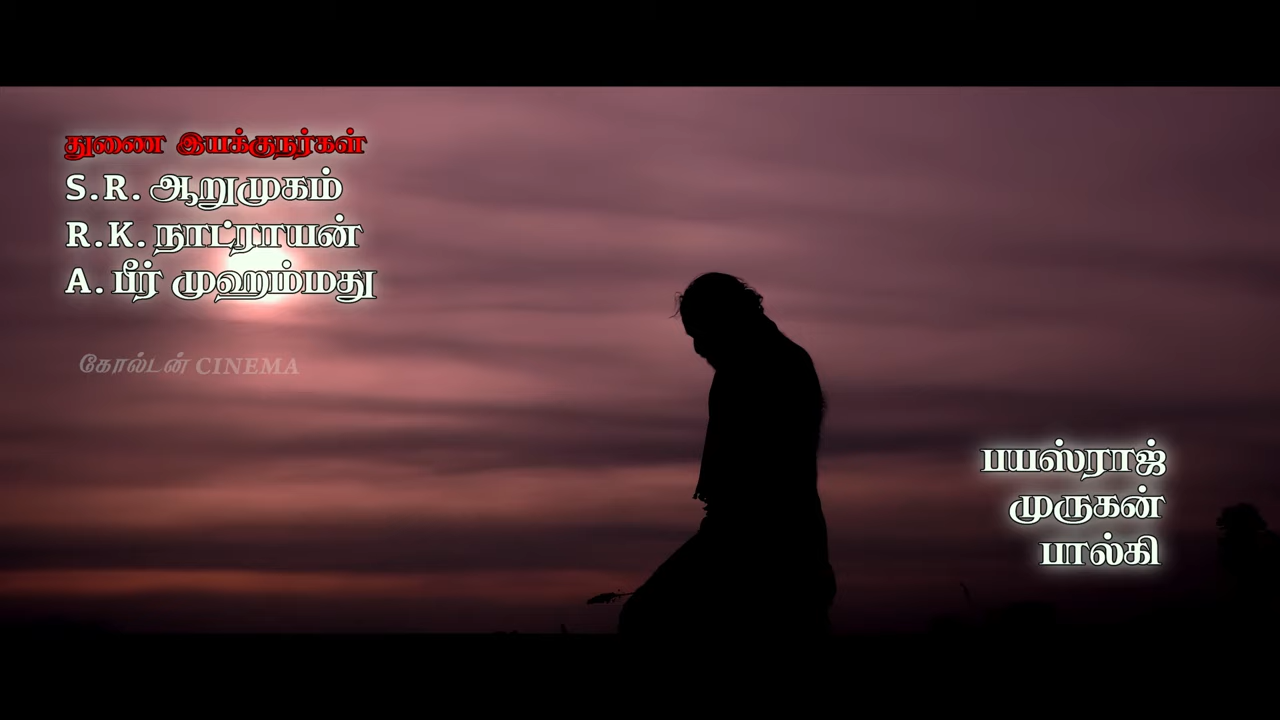 துணை இயக்குநர்கள்
S.R. ஆறுமுகம்
R.K. நாட்ராயன்
A. பீர் முஹம்மது
கோல்டன் CINEMA
பயஸ்ராஜ்
முருகன்
பால்கி